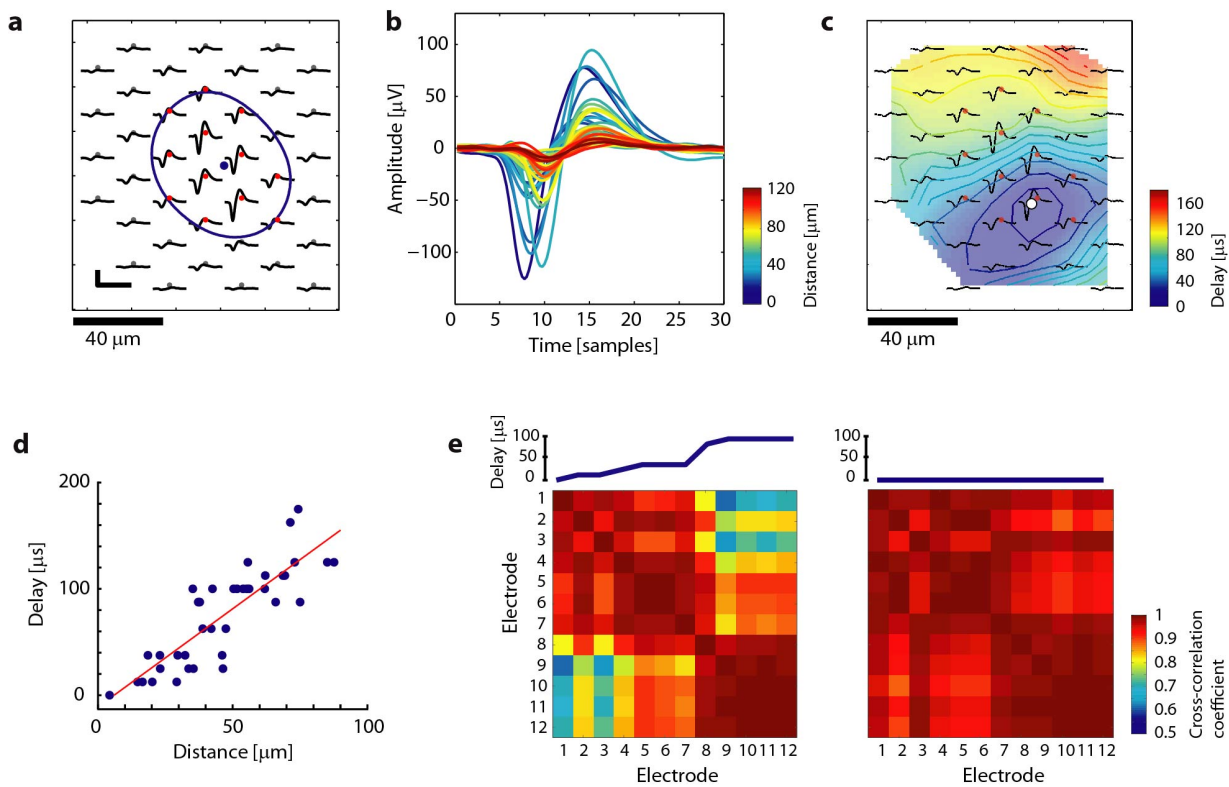 a
40 μm
b
Amplitude [μV]
100
50
0
−50
−100
0 5 10 15 20 25 30
Time [samples]
120
80
40
0
Distance [μm]
c
40 μm
160
120
80
40
0
Delay [μs]
d
Delay [μs]
200
100
0
0 50 100
Distance [μm]
e
Delay [μs]
100
50
0
Electrode
1
2
3
4
5
6
7
8
9
10
11
12
1 2 3 4 5 6 7 8 9 10 11 12
Electrode
100
50
0
1 2 3 4 5 6 7 8 9 10 11 12
Electrode
1
0.9
0.8
0.7
0.6
0.5
Cross-correlation
coefficient